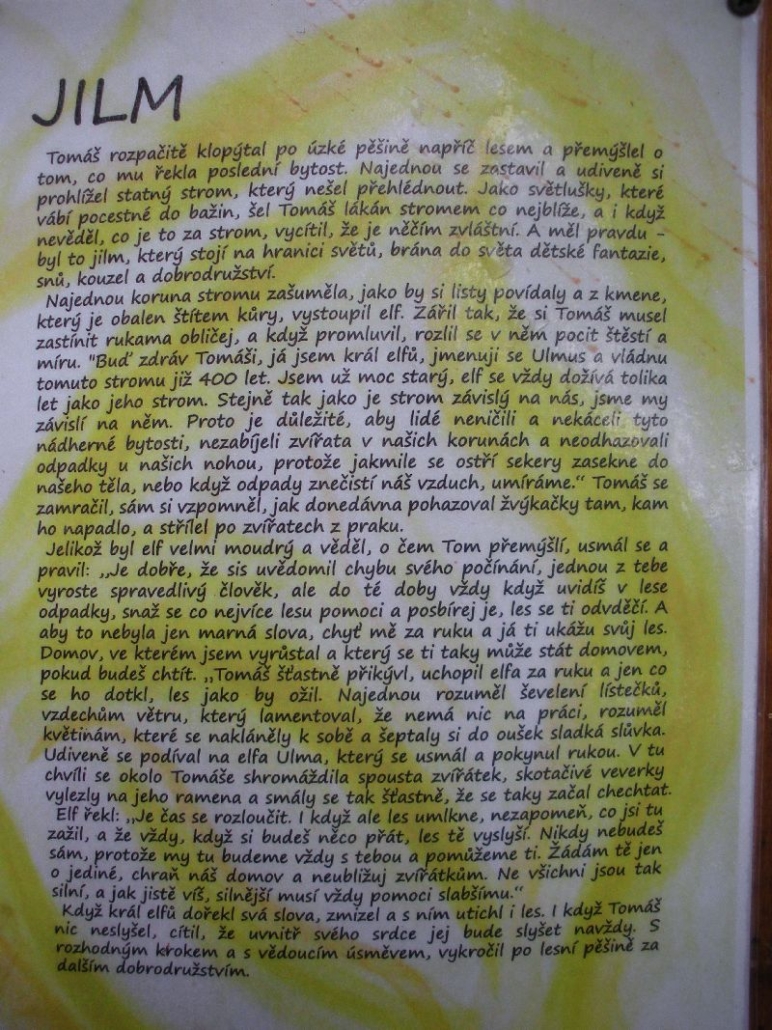 JILM
Tomáš rozpačitě klopýtal po úzké pěšině napříč lesem a přemýšlel o
tom, co mu řekla poslední bytost. Najednou se zastavil a udiveně si
prohlížel statný strom, který nešel přehlédnout. Jako světlušky, které
vábí pocestné do bažin, šel Tomáš lákán stromem co nejblíže, a i když
nevěděl, co je to za strom, vycítil, že je něčím zvláštní. A měl pravdu -
byl to jilm, který stojí na hranici světů, brána do světa dětské fantazie,
snů, kouzel a dobrodružství.
Najednou koruna stromu zašuměla, jako by si listy povídaly a z kmene,
který je obalen štítem kůry, vystoupil elf. Zářil tak, že si Tomáš musel
zastínit rukama obličej, a když promluvil, rozlil se v něm pocit štěstí a
míru. "Buď zdráv Tomáši, já jsem král elfů, jmenuji se Ulmus a vládnu
tomuto stromu již 400 let. Jsem už moc starý, elf se vždy dožívá tolika
let jako jeho strom. Stejně tak jako je strom závislý na nás, jsme my
závislí na něm. Proto je důležité, aby lidé neničili a nekáceli tyto
nádherné bytosti, nezabíjeli zvířata v našich korunách a neodhazovali
odpadky u našich nohou, protože jakmile se ostří sekery zasekne do
našeho těla, nebo když odpady znečistí náš vzduch, umíráme.“ Tomáš se
zamračil, sám si vzpomněl, jak donedávna pohazoval žvýkačky tam, kam
ho napadlo, a střílel po zvířatech z praku.
Jelikož byl elf velmi moudrý a věděl, o čem Tom přemýšlí, usmál se a
pravil: ,,Je dobře, že sis uvědomil chybu svého počínání, jednou z tebe
vyroste spravedlivý člověk, ale do té doby vždy když uvidíš v lese
odpadky, snaž se co nejvíce lesu pomoci a posbírej je, les se ti odvděčí. A
aby to nebyla jen marná slova, chyť mě za ruku a já ti ukážu svůj les.
Domov, ve kterém jsem vyrůstal a který se ti taky může stát domovem,
pokud budeš chtít. ,,Tomáš šťastně přikývl, uchopil elfa za ruku a jen co
se ho dotkl, les jako by ožil. Najednou rozuměl ševelení lístečků,
vzdechům větru, který lamentoval, že nemá nic na práci, rozuměl
květinám, které se nakláněly k sobě a šeptaly si do oušek sladká slůvka.
Udiveně se podíval na elfa Ulma, který se usmál a pokynul rukou. V tu
chvíli se okolo Tomáše shromáždila spousta zvířátek, skotačivé veverky
vylezly na jeho ramena a smály se tak šťastně, že se taky začal chechtat.
Elf řekl: ,,Je čas se rozloučit. I když ale les umlkne, nezapomeň, co jsi tu
zažil, a že vždy, když si budeš něco přát, les tě vyslyší. Nikdy nebudeš
sám, protože my tu budeme vždy s tebou a pomůžeme ti. Žádám tě jen
o jediné, chraň náš domov a neubližuj zvířátkům. Ne všichni jsou tak
silní, a jak jistě víš, silnější musí vždy pomoci slabšímu.“
Když král elfů dořekl svá slova, zmizel a s ním utichl i les. I když Tomáš
nic neslyšel, cítil, že uvnitř svého srdce jej bude slyšet navždy. S
rozhodným krokem a s vědoucím úsměvem, vykročil po lesní pěšině za
dalším dobrodružstvím.